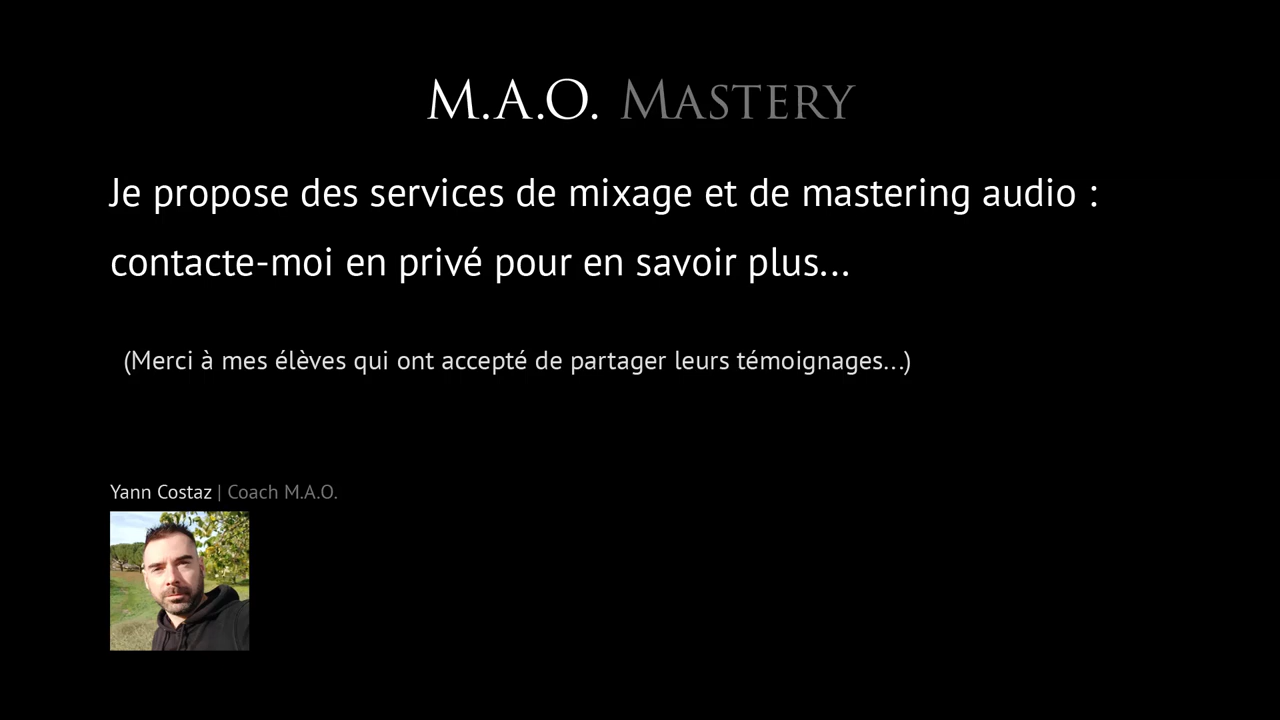 M.A.O. Mastery
Je propose des services de mixage et de mastering audio :
contacte-moi en privé pour en savoir plus...
(Merci à mes élèves qui ont accepté de partager leurs témoignages...)
Yann Costaz | Coach M.A.O.